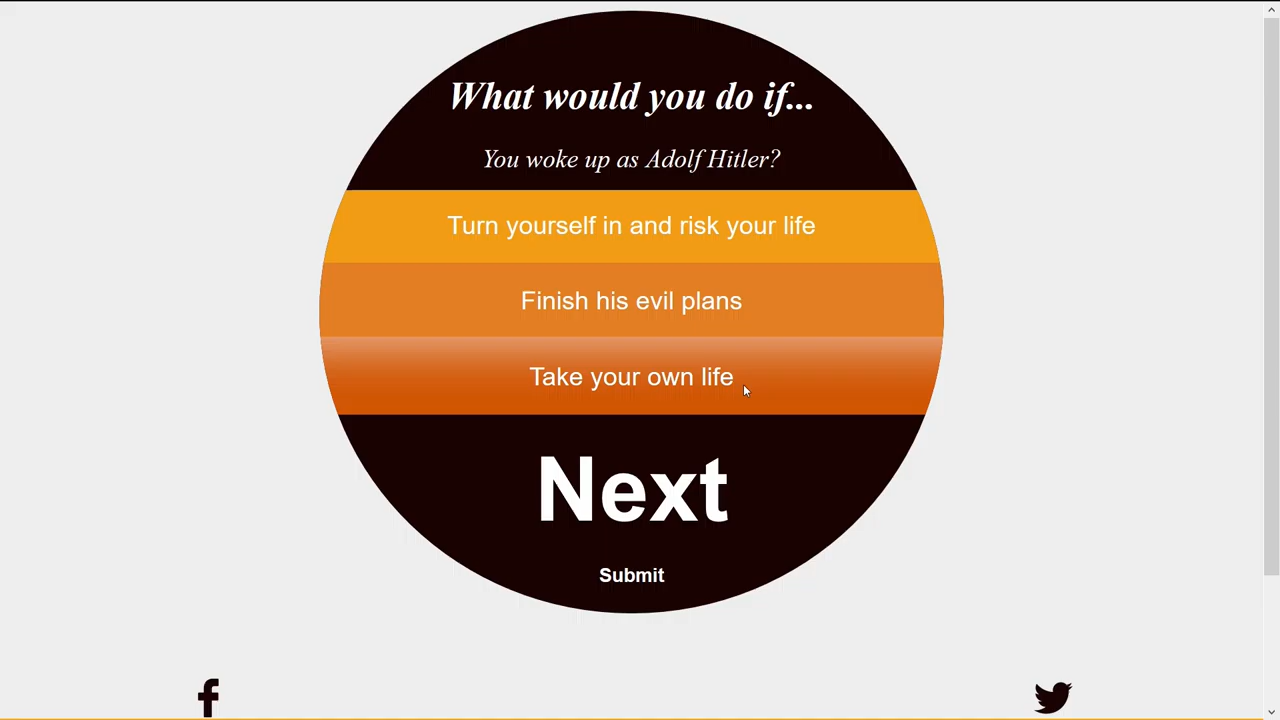 What would you do if...
You woke up as Adolf Hitler?
Turn yourself in and risk your life
Finish his evil plans
Take your own life
Next
Submit